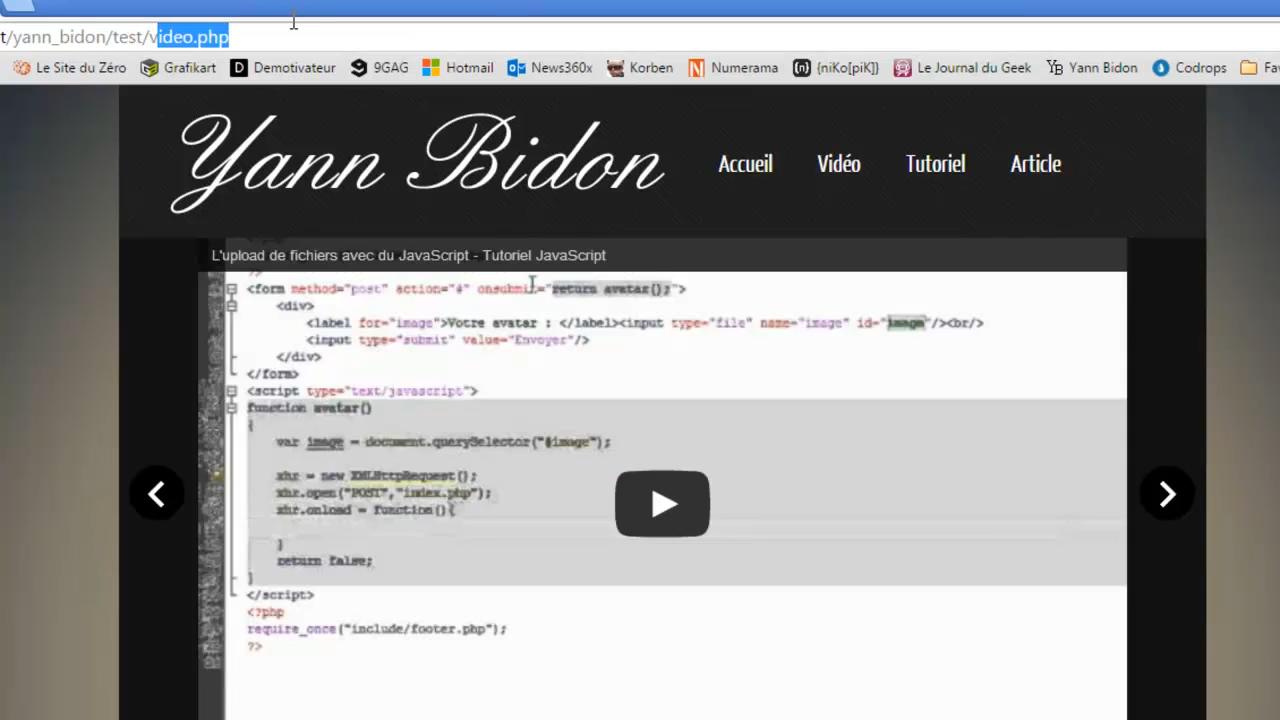 t/yann_bidon/test/video.php
Le Site du Zéro Grafikart Demotivateur 9GAG Hotmail News360x Korben Numerama {niKo[piK]} Le Journal du Geek Yann Bidon Codrops Fav
Yann Bidon Accueil Vidéo Tutoriel Article
L'upload de fichiers avec du JavaScript - Tutoriel JavaScript
?>
<form method="post" action="#" onsubmit="return avatar();">
<div>
<label for="image">Votre avatar : </label><input type="file" name="image" id="image"/><br/>
<input type="submit" value="Envoyer"/>
</div>
</form>
<script type="text/javascript">
function avatar()
{
var image = document.querySelector("#image");
xhr = new XMLHttpRequest();
xhr.open("POST","index.php");
xhr.onload = function(){
}
return false;
}
</script>
<?php
require_once("include/footer.php");
?>